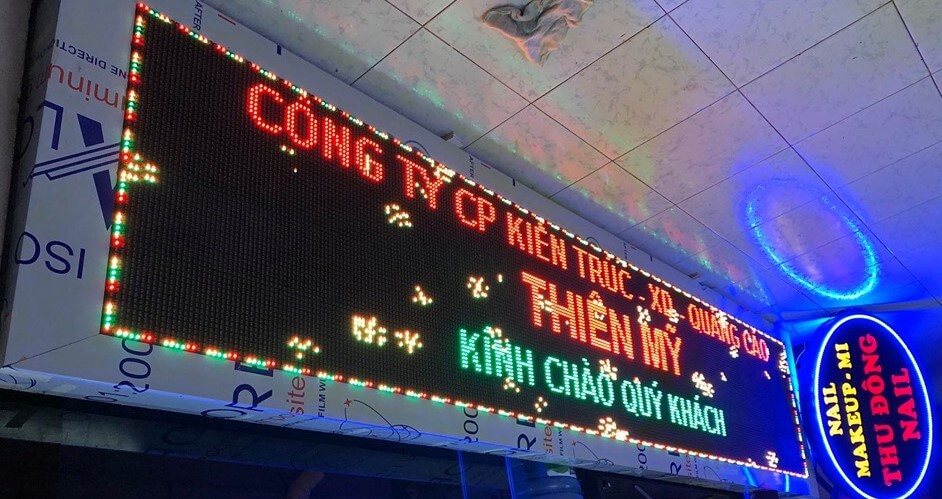 CÔNG TY CP KIẾN TRÚC - XD - QUẢNG CÁO
THIÊN MỸ
KÍNH CHÀO QUÝ KHÁCH
NAIL
MAKEUP - MI
THU ĐÔNG
NAIL